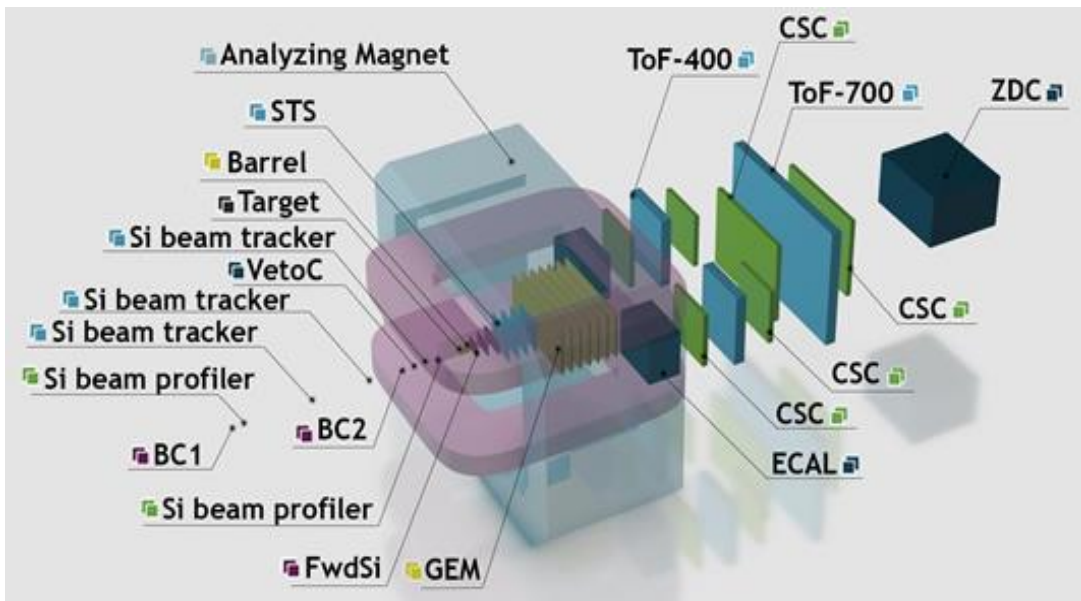 CSC
Analyzing Magnet
ToF-400
ToF-700
ZDC
STS
Barrel
Target
Si beam tracker
VetoC
Si beam tracker
Si beam tracker
Si beam profiler
BC1
BC2
CSC
CSC
CSC
ECAL
Si beam profiler
FwdSi
GEM